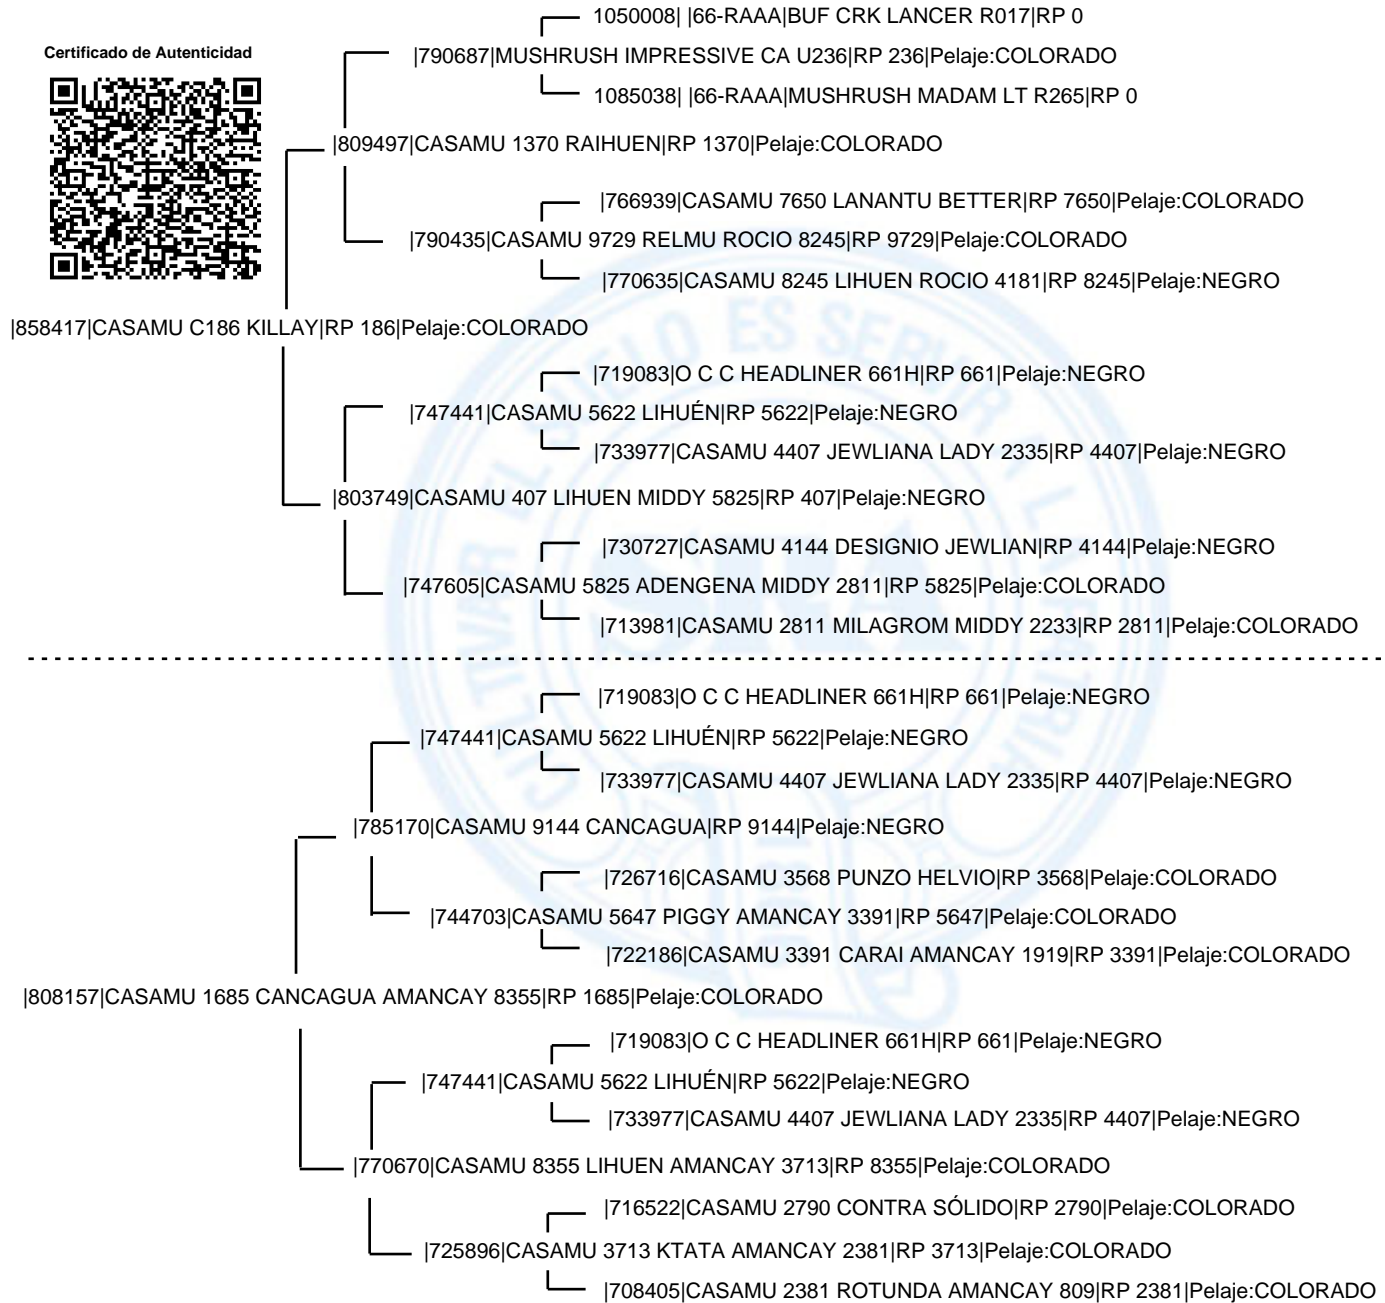 1050008| |66-RAAA|BUF CRK LANCER R017|RP 0
Certificado de Autenticidad
|790687|MUSHRUSH IMPRESSIVE CA U236|RP 236|Pelaje:COLORADO
1085038| |66-RAAA|MUSHRUSH MADAM LT R265|RP 0
|809497|CASAMU 1370 RAIHUEN|RP 1370|Pelaje:COLORADO
|766939|CASAMU 7650 LANANTU BETTER|RP 7650|Pelaje:COLORADO
|790435|CASAMU 9729 RELMU ROCIO 8245|RP 9729|Pelaje:COLORADO
|770635|CASAMU 8245 LIHUEN ROCIO 4181|RP 8245|Pelaje:NEGRO
|858417|CASAMU C186 KILLAY|RP 186|Pelaje:COLORADO
|719083|O C C HEADLINER 661H|RP 661|Pelaje:NEGRO
|747441|CASAMU 5622 LIHUÉN|RP 5622|Pelaje:NEGRO
|733977|CASAMU 4407 JEWLIANA LADY 2335|RP 4407|Pelaje:NEGRO
|803749|CASAMU 407 LIHUEN MIDDY 5825|RP 407|Pelaje:NEGRO
|730727|CASAMU 4144 DESIGNIO JEWLIAN|RP 4144|Pelaje:NEGRO
|747605|CASAMU 5825 ADENGENA MIDDY 2811|RP 5825|Pelaje:COLORADO
|713981|CASAMU 2811 MILAGROM MIDDY 2233|RP 2811|Pelaje:COLORADO
|719083|O C C HEADLINER 661H|RP 661|Pelaje:NEGRO
|747441|CASAMU 5622 LIHUÉN|RP 5622|Pelaje:NEGRO
|733977|CASAMU 4407 JEWLIANA LADY 2335|RP 4407|Pelaje:NEGRO
|785170|CASAMU 9144 CANCAGUA|RP 9144|Pelaje:NEGRO
|726716|CASAMU 3568 PUNZO HELVIO|RP 3568|Pelaje:COLORADO
|744703|CASAMU 5647 PIGGY AMANCAY 3391|RP 5647|Pelaje:COLORADO
|722186|CASAMU 3391 CARAI AMANCAY 1919|RP 3391|Pelaje:COLORADO
|808157|CASAMU 1685 CANCAGUA AMANCAY 8355|RP 1685|Pelaje:COLORADO
|719083|O C C HEADLINER 661H|RP 661|Pelaje:NEGRO
|747441|CASAMU 5622 LIHUÉN|RP 5622|Pelaje:NEGRO
|733977|CASAMU 4407 JEWLIANA LADY 2335|RP 4407|Pelaje:NEGRO
|770670|CASAMU 8355 LIHUEN AMANCAY 3713|RP 8355|Pelaje:COLORADO
|716522|CASAMU 2790 CONTRA SÓLIDO|RP 2790|Pelaje:COLORADO
|725896|CASAMU 3713 KTATA AMANCAY 2381|RP 3713|Pelaje:COLORADO
|708405|CASAMU 2381 ROTUNDA AMANCAY 809|RP 2381|Pelaje:COLORADO
CULTIVAR EL SUELO ES SERVIR A LA PATRIA
SRA
1866